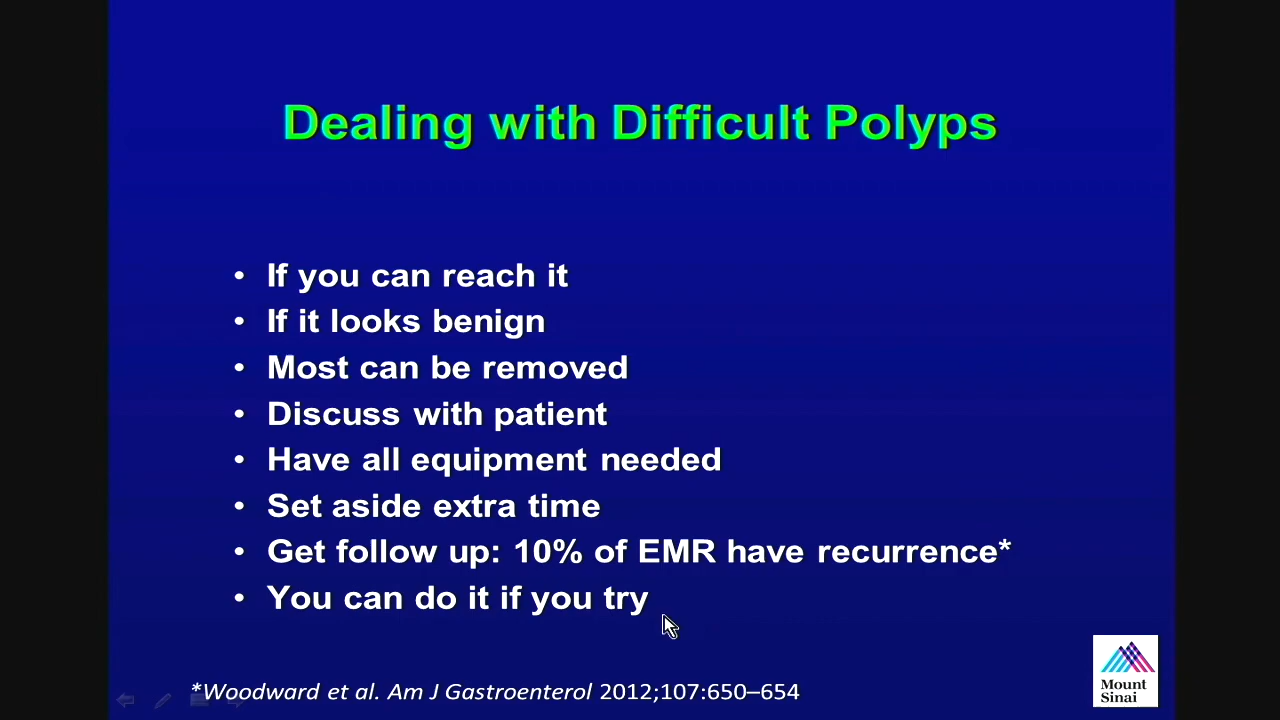 Dealing with Difficult Polyps
• If you can reach it
• If it looks benign
• Most can be removed
• Discuss with patient
• Have all equipment needed
• Set aside extra time
• Get follow up: 10% of EMR have recurrence*
• You can do it if you try
*Woodward et al. Am J Gastroenterol 2012;107:650–654
Mount
Sinai